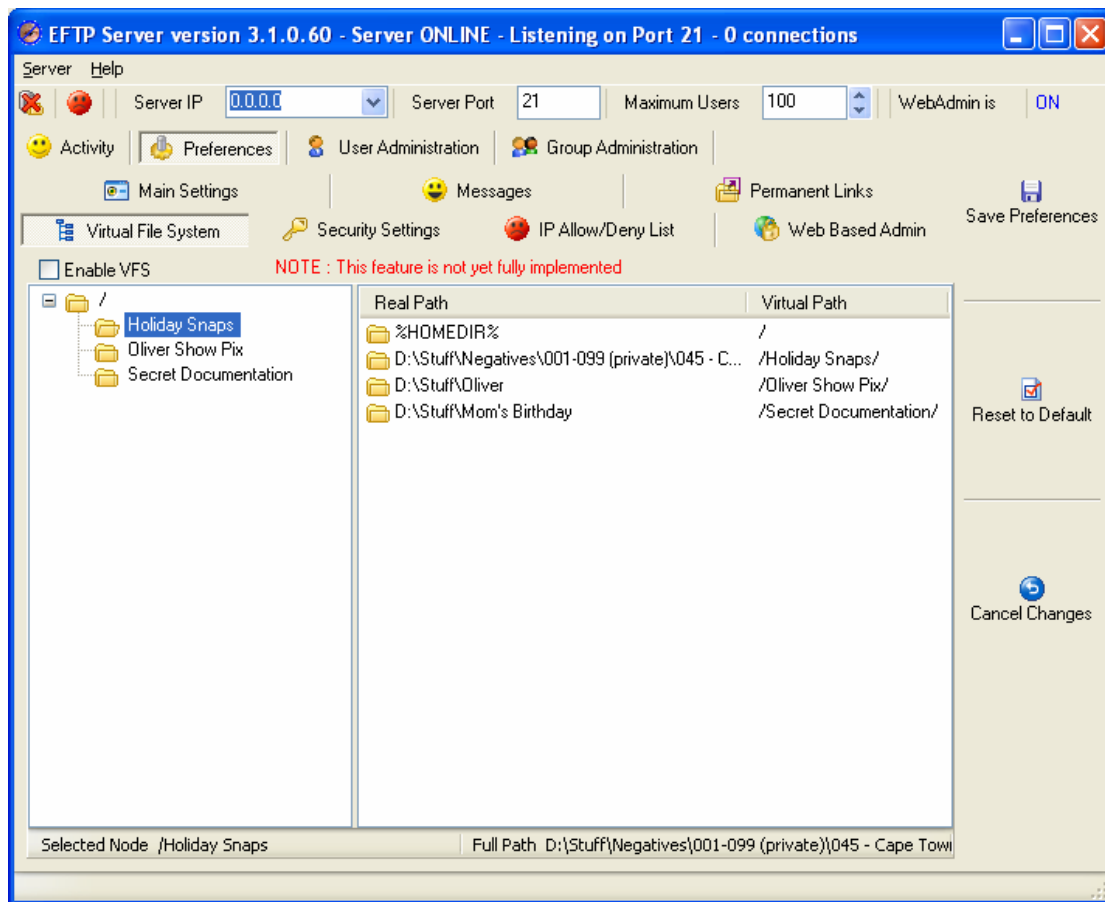 EFTP Server version 3.1.0.60 - Server ONLINE - Listening on Port 21 - 0 connections
Server Help
Server IP 0.0.0.0 Server Port 21 Maximum Users 100 WebAdmin is ON
Activity Preferences User Administration Group Administration
Main Settings Messages Permanent Links
Save Preferences
Virtual File System Security Settings IP Allow/Deny List Web Based Admin
Enable VFS NOTE : This feature is not yet fully implemented
/
Holiday Snaps
Oliver Show Pix
Secret Documentation
Real Path Virtual Path
%HOMEDIR% /
D:\Stuff\Negatives\001-099 (private)\045 - C... /Holiday Snaps/
D:\Stuff\Oliver /Oliver Show Pix/
D:\Stuff\Mom's Birthday /Secret Documentation/
Reset to Default
Cancel Changes
Selected Node /Holiday Snaps Full Path D:\Stuff\Negatives\001-099 (private)\045 - Cape